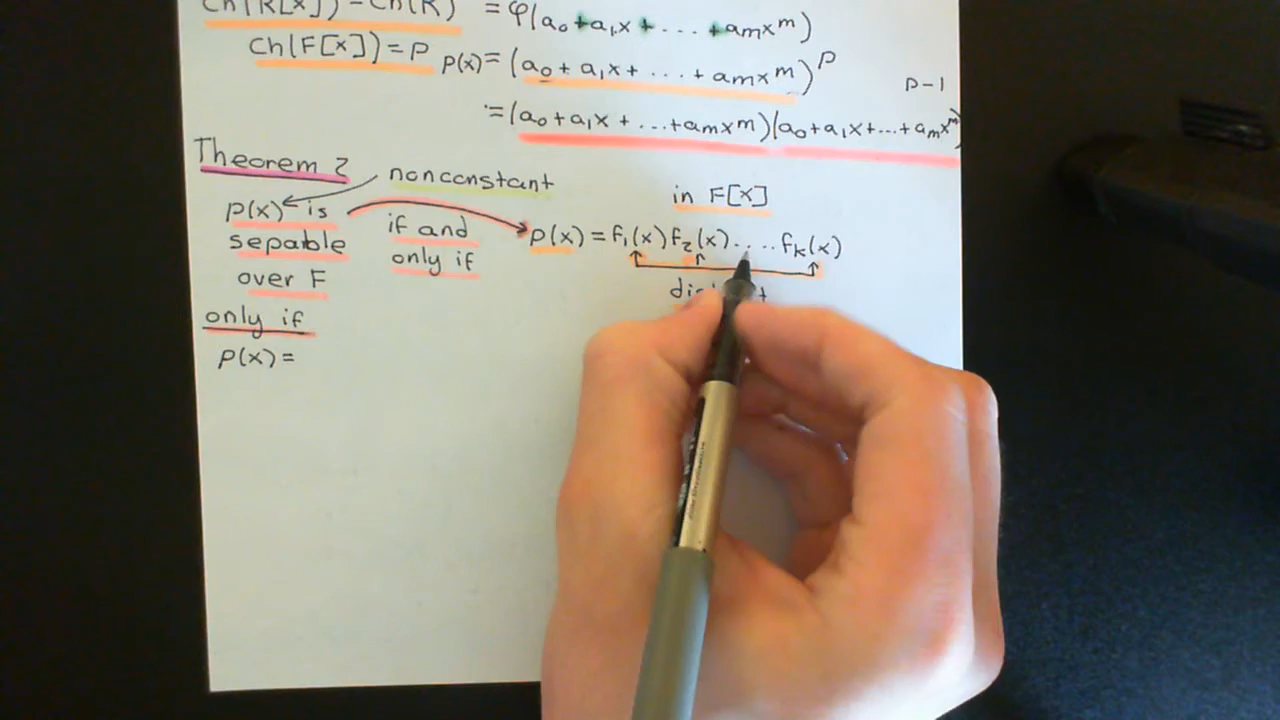 Ch(R[x]) = Ch(R) = φ(a₀ + a₁x + ... + aₘxᵐ)
Ch(F[x]) = P p(x) = (a₀ + a₁x + ... + aₘxᵐ)ᵖ
:= (a₀ + a₁x + ... + aₘxᵐ)(a₀ + a₁x + ... + aₘxᵐ) p-1
Theorem 2
nonconstant
in F[x]
p(x) is
sepaible
over F
if and
only if
p(x) = f₁(x) f₂(x) .... fₖ(x)
only if
p(x) =